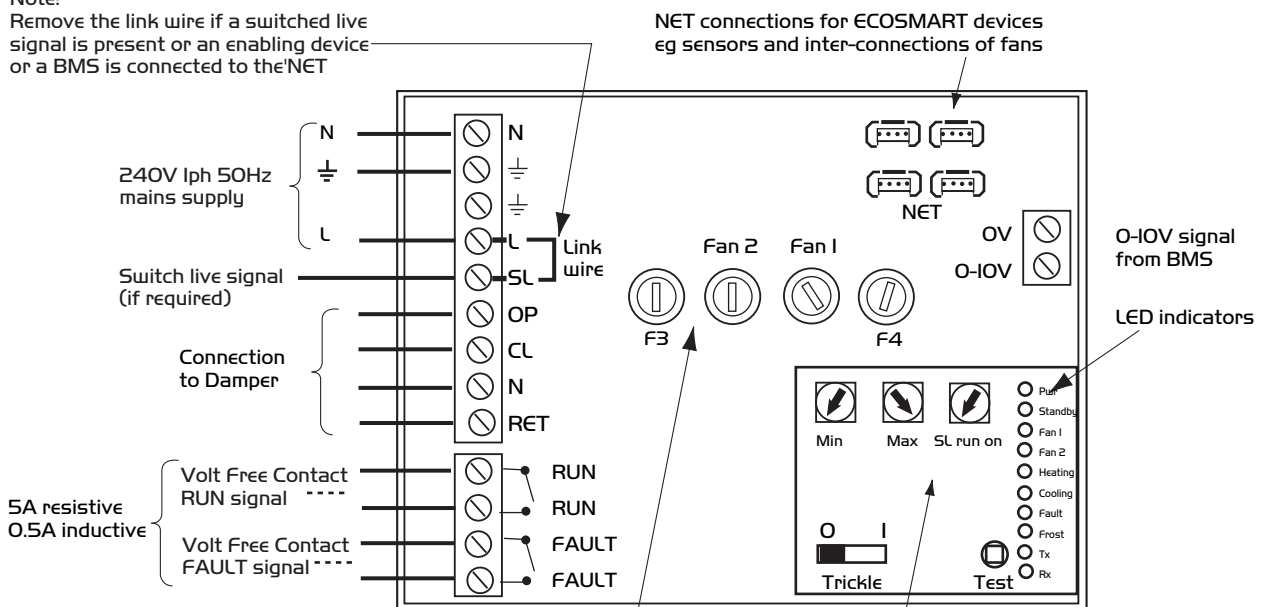 Note:
Remove the link wire if a switched live
signal is present or an enabling device
or a BMS is connected to the'NET
NET connections for ECOSMART devices
eg sensors and inter-connections of fans
240V 1ph 50Hz
mains supply
N
L
Switch live signal
(if required)
Connection
to Damper
5A resistive
0.5A inductive
Volt Free Contact
RUN signal
Volt Free Contact
FAULT signal
N
L
SL
OP
CL
N
RET
Link
wire
RUN
RUN
FAULT
FAULT
NET
Fan 2
Fan 1
F3
F4
0V
0-10V
0-10V signal
from BMS
LED indicators
Min
Max
SL run on
Pwr
Standby
Fan 1
Fan 2
Heating
Cooling
Fault
Frost
Tx
Rx
O I
Trickle
Test